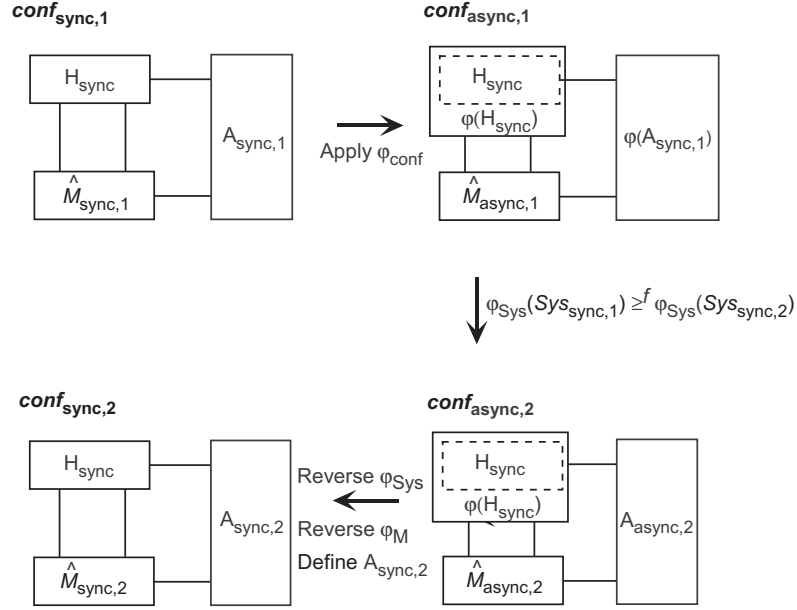 conf_sync,1
conf_async,1
H_sync
A_sync,1
M̂_sync,1
Apply φ_conf
H_sync
φ(H_sync)
φ(A_sync,1)
M̂_async,1
φ_Sys(Sys_sync,1) ≥^f φ_Sys(Sys_sync,2)
conf_sync,2
conf_async,2
H_sync
A_sync,2
M̂_sync,2
Reverse φ_Sys
Reverse φ_M
Define A_sync,2
H_sync
φ(H_sync)
A_async,2
M̂_async,2